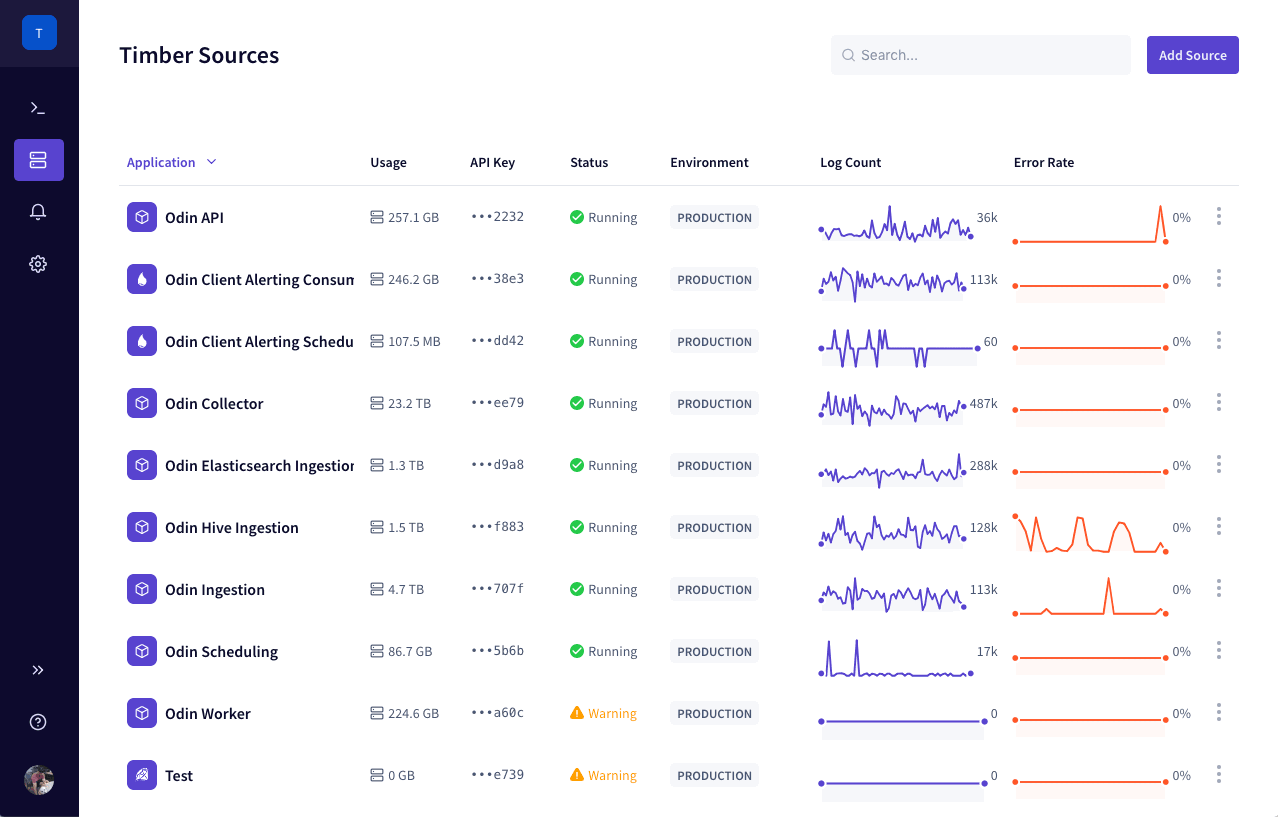 T
Timber Sources
Search...
Add Source
Application Usage API Key Status Environment Log Count Error Rate
Odin API 257.1 GB •••2232 Running PRODUCTION 36k 0%
Odin Client Alerting Consum 246.2 GB •••38e3 Running PRODUCTION 113k 0%
Odin Client Alerting Schedu 107.5 MB •••dd42 Running PRODUCTION 60 0%
Odin Collector 23.2 TB •••ee79 Running PRODUCTION 487k 0%
Odin Elasticsearch Ingestion 1.3 TB •••d9a8 Running PRODUCTION 288k 0%
Odin Hive Ingestion 1.5 TB •••f883 Running PRODUCTION 128k 0%
Odin Ingestion 4.7 TB •••707f Running PRODUCTION 113k 0%
Odin Scheduling 86.7 GB •••5b6b Running PRODUCTION 17k 0%
Odin Worker 224.6 GB •••a60c Warning PRODUCTION 0 0%
Test 0 GB •••e739 Warning PRODUCTION 0 0%